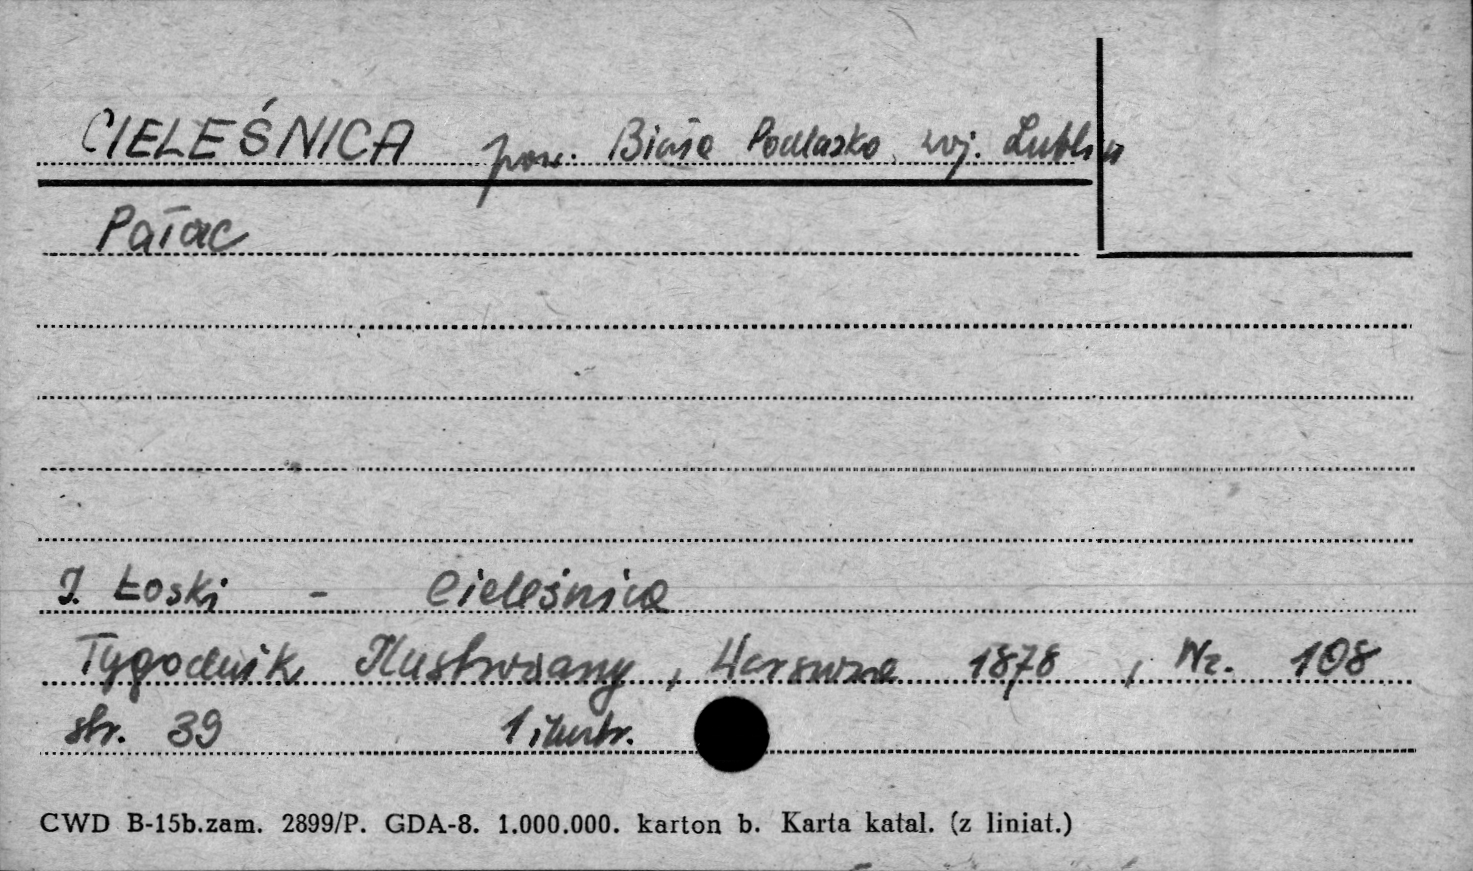 CIELEŚNICA pow. Biała Podlaska, woj. Lublin
Pałac
J. Łoski - Cieleśnica
Tygodnik Illustrowany, Warszawa 1878, Nr. 108
str. 39 1 ilustr.
CWD B-15b.zam. 2899/P. GDA-8. 1.000.000. karton b. Karta katal. (z liniat.)